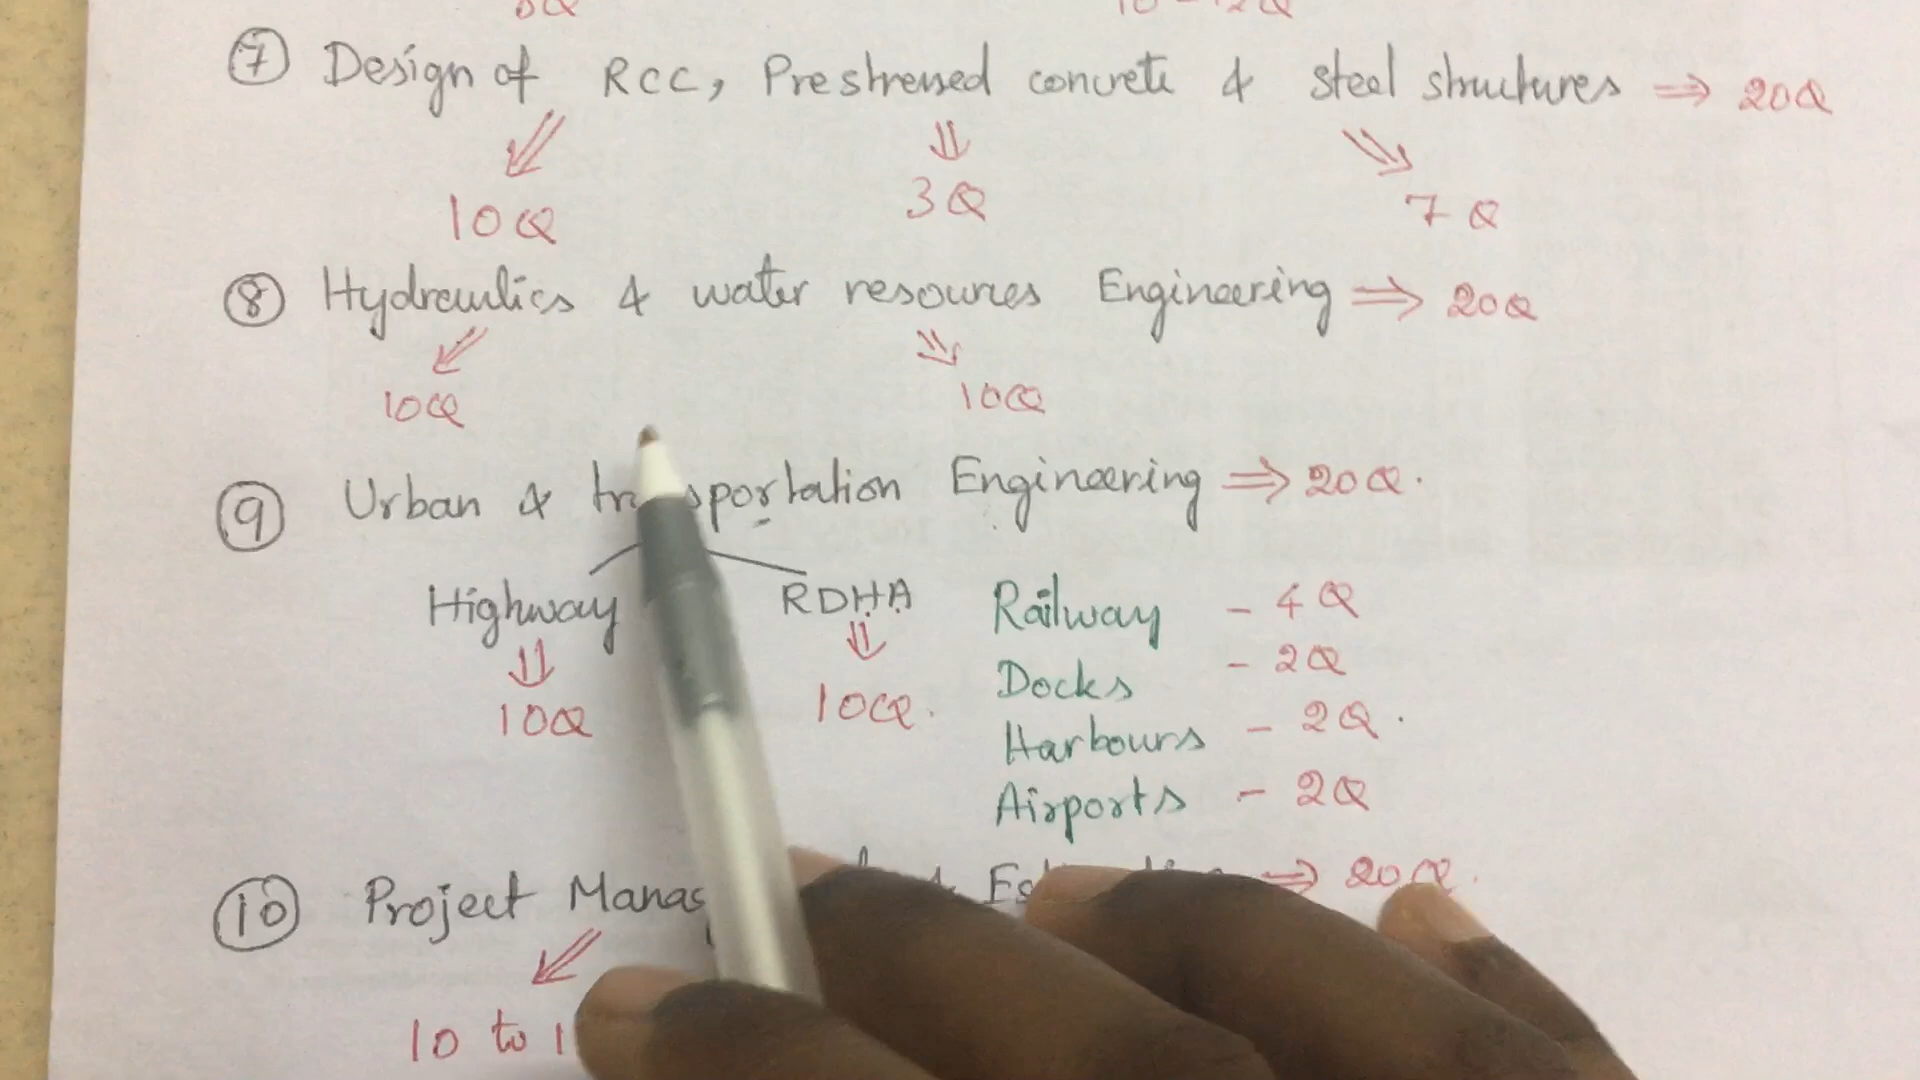 ⑦ Design of RCC, Prestressed concrete & steel structures ⇒ 20Q
10Q 3Q 7Q
⑧ Hydraulics & water resources Engineering ⇒ 20Q
10Q 10Q
⑨ Urban & transportation Engineering ⇒ 20Q.
Highway RDHA Railway - 4Q
10Q 10Q. Docks - 2Q
Harbours - 2Q.
Airports - 2Q
⑩ Project ⇒ 20Q.
10 to